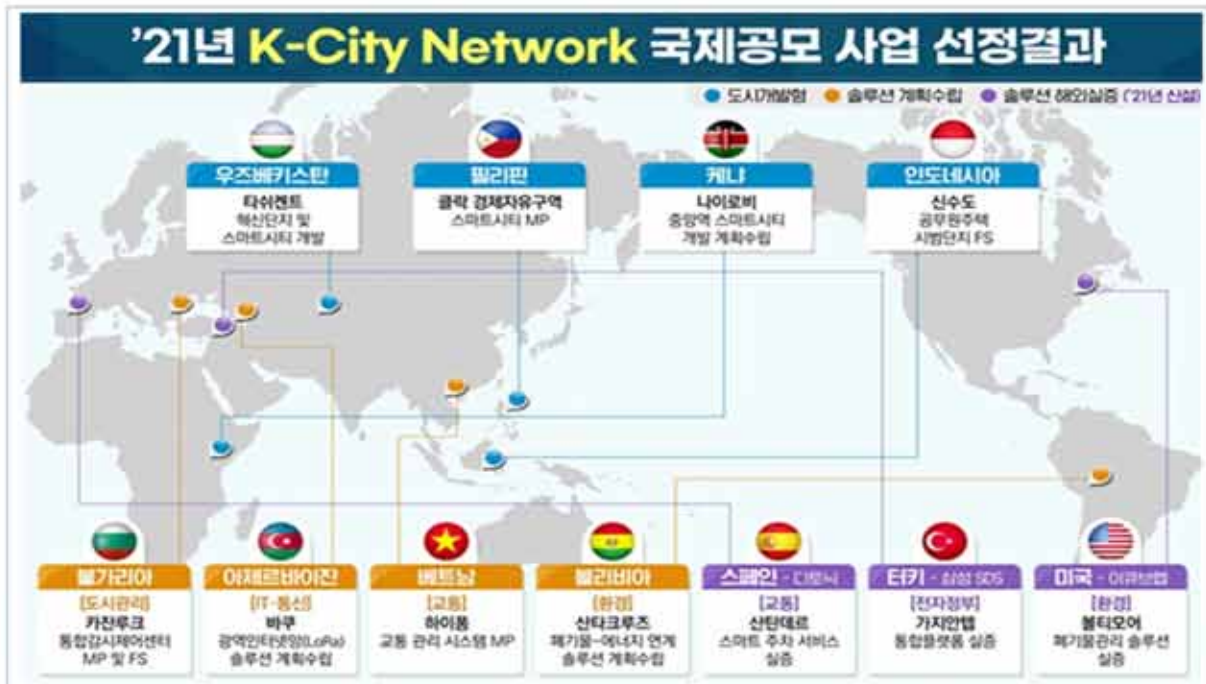 '21년 K-City Network 국제공모 사업 선정결과
도시개발형 솔루션 계획수립 솔루션 해외실증 ('21년 신설)
우즈베키스탄
타쉬켄트
혁신단지 및
스마트시티 개발
필리핀
클락 경제자유구역
스마트시티 MP
케냐
나이로비
중앙역 스마트시티
개발 계획수립
인도네시아
신수도
공무원주택
시범단지 FS
불가리아
[도시관리]
카잔루크
통합감시제어센터
MP 및 FS
아제르바이잔
[IT·통신]
바쿠
광역인터넷망(LoRa)
솔루션 계획수립
베트남
[교통]
하이퐁
교통 관리 시스템 MP
볼리비아
[환경]
산타크루즈
폐기물-에너지 연계
솔루션 계획수립
스페인 - 디토닉
[교통]
산탄데르
스마트 주차 서비스
실증
터키 - 삼성 SDS
[전자정부]
가지안텝
통합플랫폼 실증
미국 - 이큐브랩
[환경]
볼티모어
폐기물관리 솔루션
실증